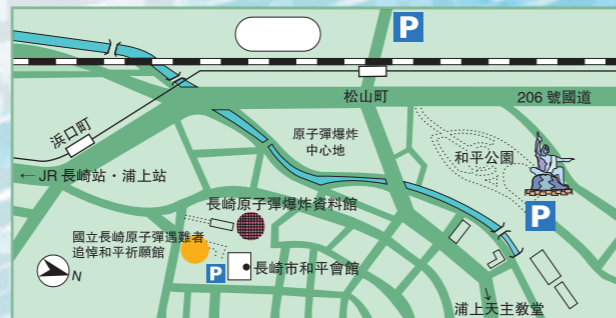 P
松山町
206 號國道
浜口町
原子彈爆炸
中心地
和平公園
← JR 長崎站・浦上站
長崎原子彈爆炸資料館
P
國立長崎原子彈遇難者
追悼和平祈願館
P
長崎市和平會館
N
浦上天主敎堂